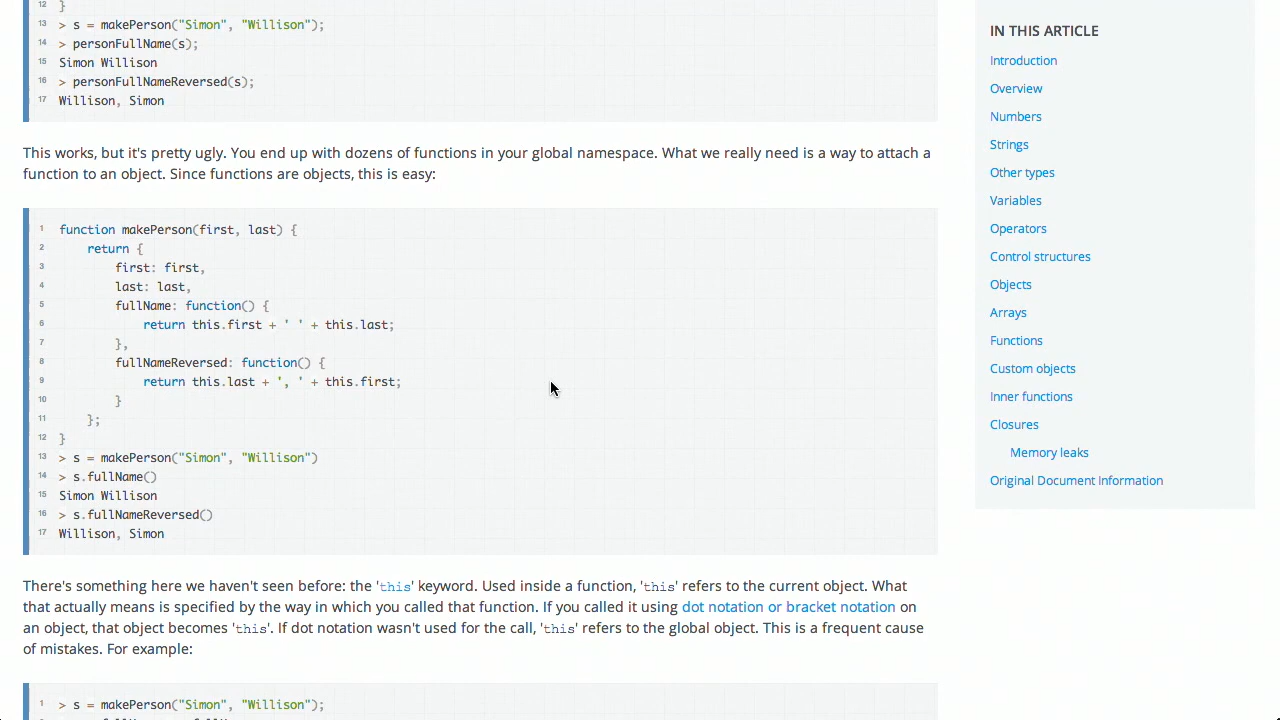 12 }
13 > s = makePerson("Simon", "Willison");
14 > personFullName(s);
15 Simon Willison
16 > personFullNameReversed(s);
17 Willison, Simon
This works, but it's pretty ugly. You end up with dozens of functions in your global namespace. What we really need is a way to attach a
function to an object. Since functions are objects, this is easy:
1 function makePerson(first, last) {
2 return {
3 first: first,
4 last: last,
5 fullName: function() {
6 return this.first + ' ' + this.last;
7 },
8 fullNameReversed: function() {
9 return this.last + ', ' + this.first;
10 }
11 };
12 }
13 > s = makePerson("Simon", "Willison")
14 > s.fullName()
15 Simon Willison
16 > s.fullNameReversed()
17 Willison, Simon
There's something here we haven't seen before: the 'this' keyword. Used inside a function, 'this' refers to the current object. What
that actually means is specified by the way in which you called that function. If you called it using dot notation or bracket notation on
an object, that object becomes 'this'. If dot notation wasn't used for the call, 'this' refers to the global object. This is a frequent cause
of mistakes. For example:
1 > s = makePerson("Simon", "Willison");
IN THIS ARTICLE
Introduction
Overview
Numbers
Strings
Other types
Variables
Operators
Control structures
Objects
Arrays
Functions
Custom objects
Inner functions
Closures
Memory leaks
Original Document Information